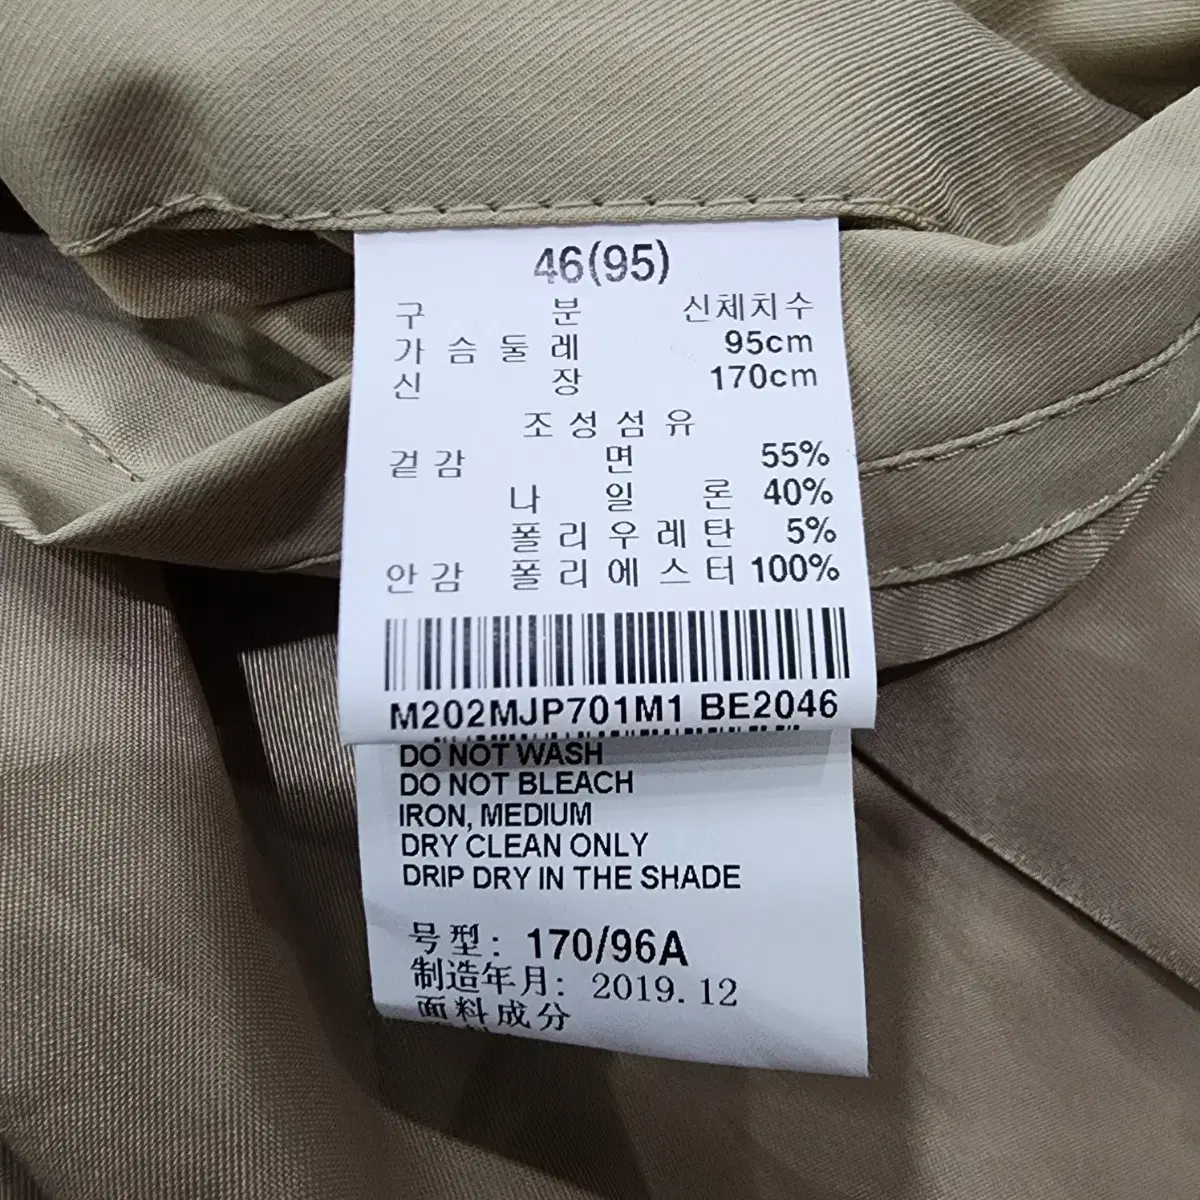 46(95)
구 분 신체치수
가슴둘레 95cm
신 장 170cm
조성섬유
겉감 면 55%
나 일 론 40%
폴리우레탄 5%
안감 폴리에스터 100%
M202MJP701M1 BE2046
DO NOT WASH
DO NOT BLEACH
IRON, MEDIUM
DRY CLEAN ONLY
DRIP DRY IN THE SHADE
号型: 170/96A
制造年月: 2019.12
面料成分